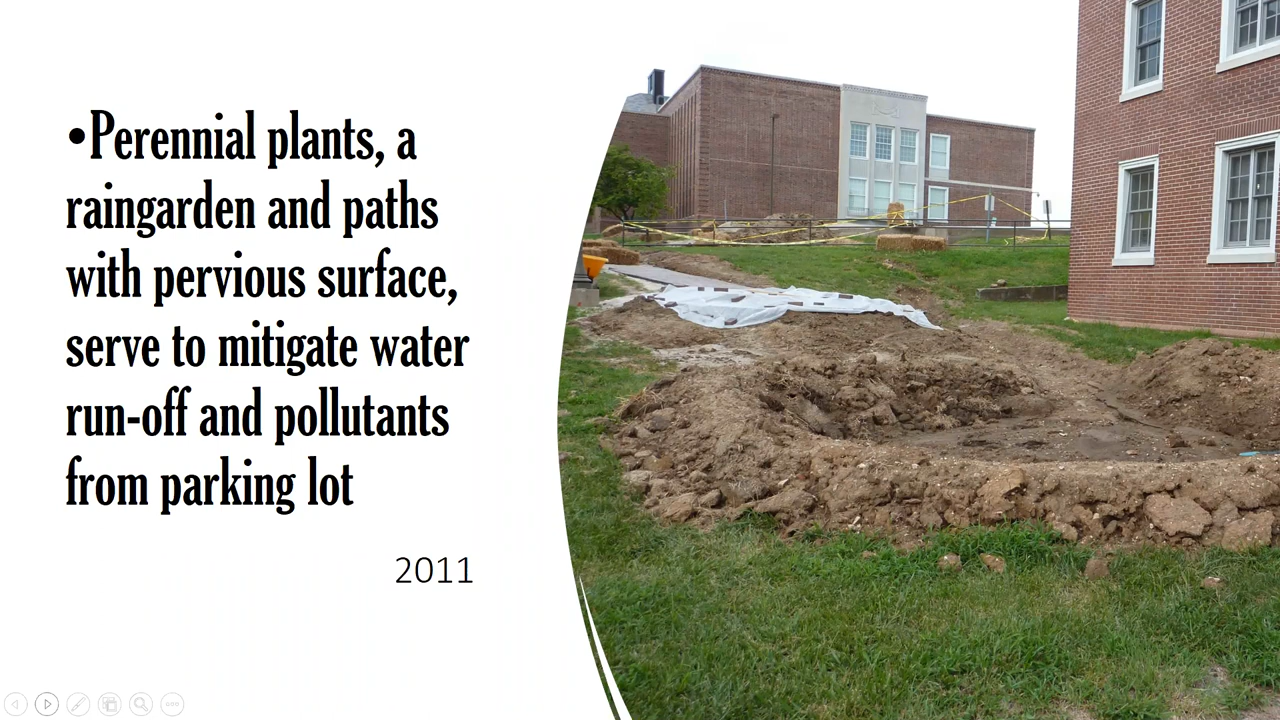 •Perennial plants, a
raingarden and paths
with pervious surface,
serve to mitigate water
run-off and pollutants
from parking lot
2011